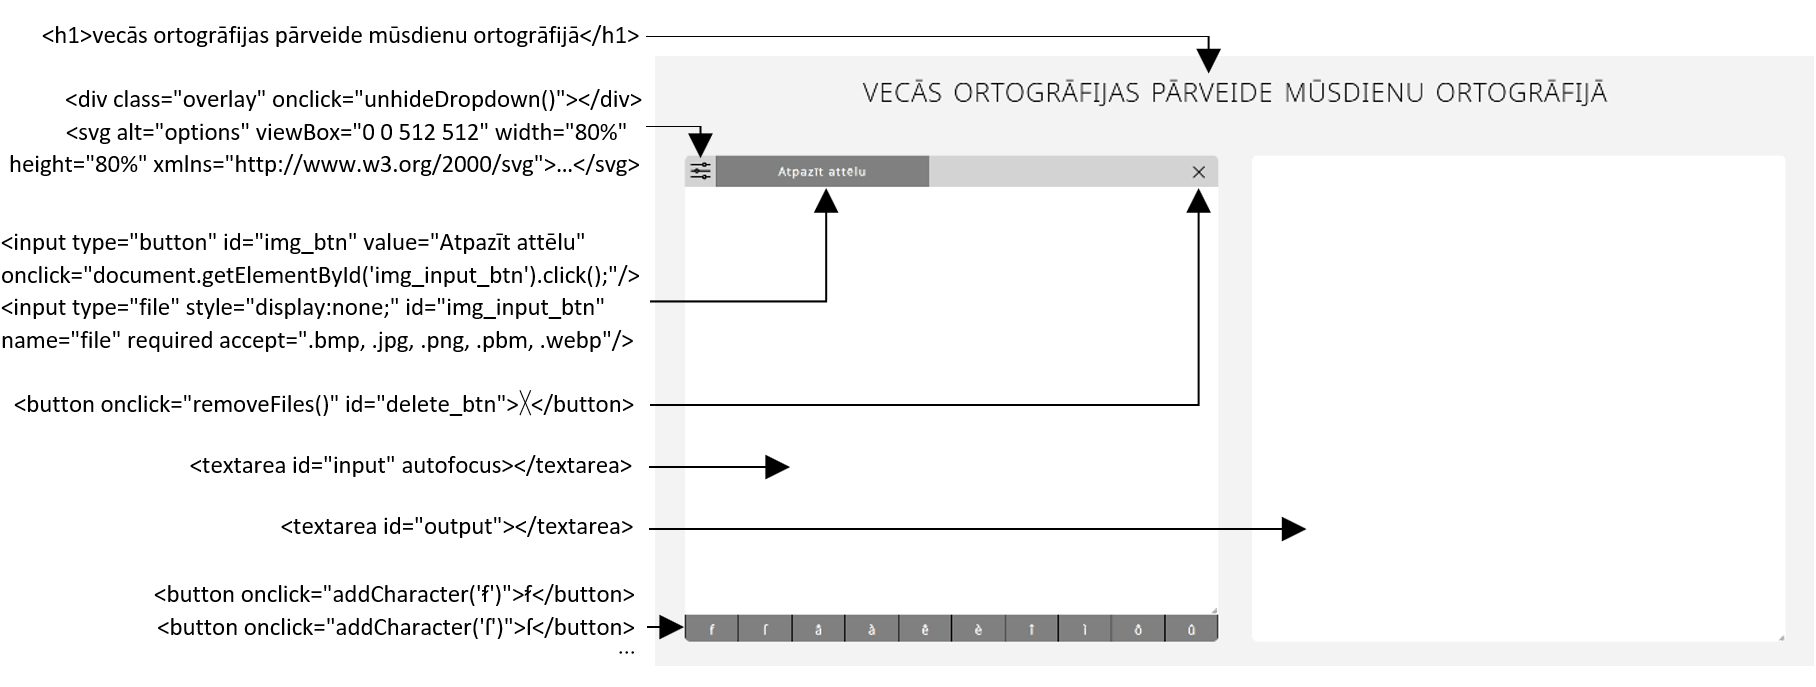 <h1>vecās ortogrāfijas pārveide mūsdienu ortogrāfijā</h1>
VECĀS ORTOGRĀFIJAS PĀRVEIDE MŪSDIENU ORTOGRĀFIJĀ
<div class="overlay" onclick="unhideDropdown()"></div>
<svg alt="options" viewBox="0 0 512 512" width="80%"
height="80%" xmlns="http://www.w3.org/2000/svg">...</svg>
Atpazīt attēlu
<input type="button" id="img_btn" value="Atpazīt attēlu"
onclick="document.getElementById('img_input_btn').click();"/>
<input type="file" style="display:none;" id="img_input_btn"
name="file" required accept=".bmp, .jpg, .png, .pbm, .webp"/>
<button onclick="removeFiles()" id="delete_btn">╳</button>
<textarea id="input" autofocus></textarea>
<textarea id="output"></textarea>
<button onclick="addCharacter('ẜ')">ẜ</button>
<button onclick="addCharacter('ſ')">ſ</button>
...
ẜ ſ â à ê è î ì ô û